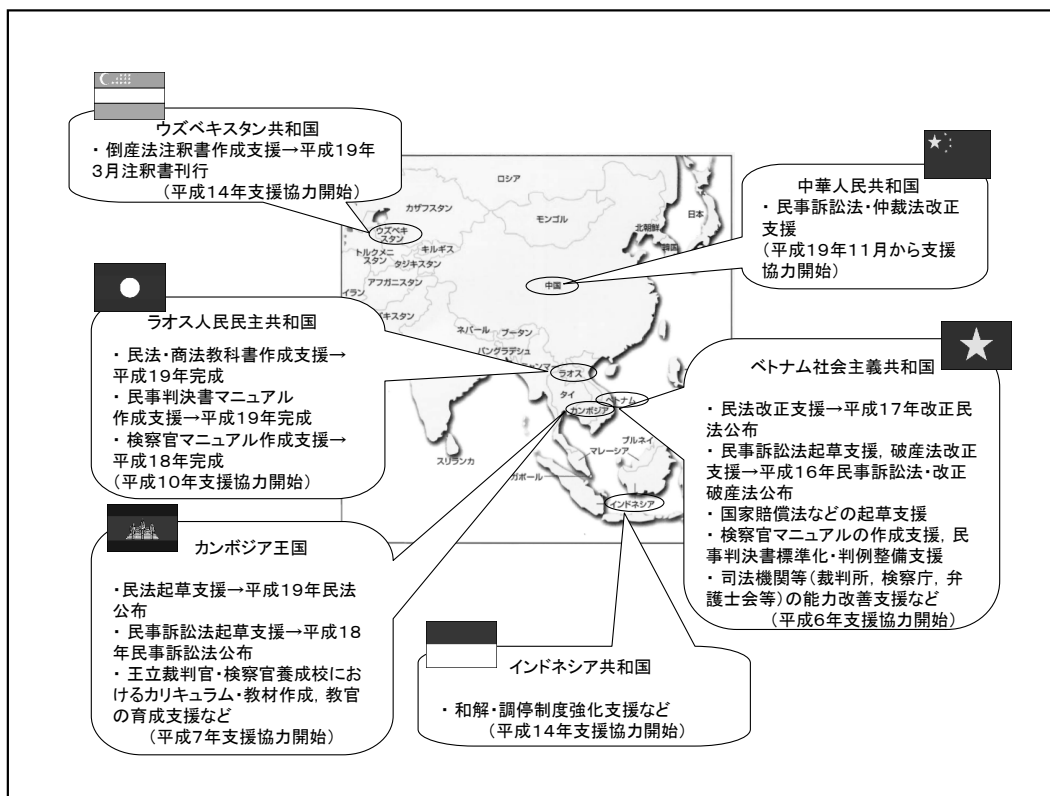 ウズベキスタン共和国
・ 倒産法注釈書作成支援→平成19年
3月注釈書刊行
(平成14年支援協力開始)
中華人民共和国
・ 民事訴訟法・仲裁法改正
支援
(平成19年11月から支援
協力開始)
ラオス人民民主共和国
・ 民法・商法教科書作成支援→
平成19年完成
・ 民事判決書マニュアル
作成支援→平成19年完成
・ 検察官マニュアル作成支援→
平成18年完成
(平成10年支援協力開始)
ベトナム社会主義共和国
・ 民法改正支援→平成17年改正民
法公布
・ 民事訴訟法起草支援, 破産法改正
支援→平成16年民事訴訟法・改正
破産法公布
・ 国家賠償法などの起草支援
・ 検察官マニュアルの作成支援, 民
事判決書標準化・判例整備支援
・ 司法機関等(裁判所, 検察庁, 弁
護士会等)の能力改善支援など
(平成6年支援協力開始)
カンボジア王国
・民法起草支援→平成19年民法
公布
・ 民事訴訟法起草支援→平成18
年民事訴訟法公布
・ 王立裁判官・検察官養成校にお
けるカリキュラム・教材作成, 教官
の育成支援など
(平成7年支援協力開始)
インドネシア共和国
・ 和解・調停制度強化支援など
(平成14年支援協力開始)
ロシア
カザフスタン
モンゴル
日本
北朝鮮
韓国
ウズベキ
スタン
キルギス
トルクメニ
スタン
タジキスタン
アフガニスタン
イラン
キスタン
中国
ネパール
ブータン
バングラデシュ
ラオス
タイ
ベトナム
カンボジア
スリランカ
ブルネイ
マレーシア
ガポール
インドネシア